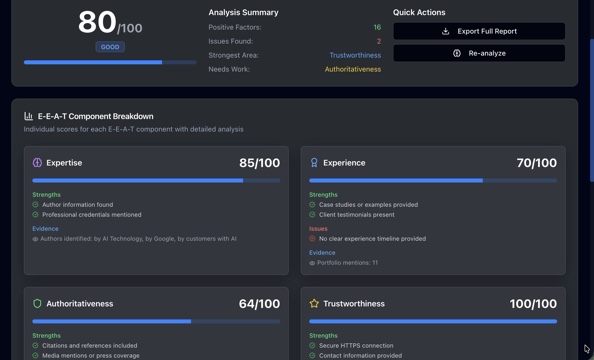 80/100
GOOD
Analysis Summary
Positive Factors: 16
Issues Found: 2
Strongest Area: Trustworthiness
Needs Work: Authoritativeness
Quick Actions
Export Full Report
Re-analyze
E-E-A-T Component Breakdown
Individual scores for each E-E-A-T component with detailed analysis
Expertise 85/100
Strengths
Author information found
Professional credentials mentioned
Evidence
Authors identified: by AI Technology, by Google, by customers with AI
Experience 70/100
Strengths
Case studies or examples provided
Client testimonials present
Issues
No clear experience timeline provided
Evidence
Portfolio mentions: 11
Authoritativeness 64/100
Strengths
Citations and references included
Media mentions or press coverage
Trustworthiness 100/100
Strengths
Secure HTTPS connection
Contact information provided